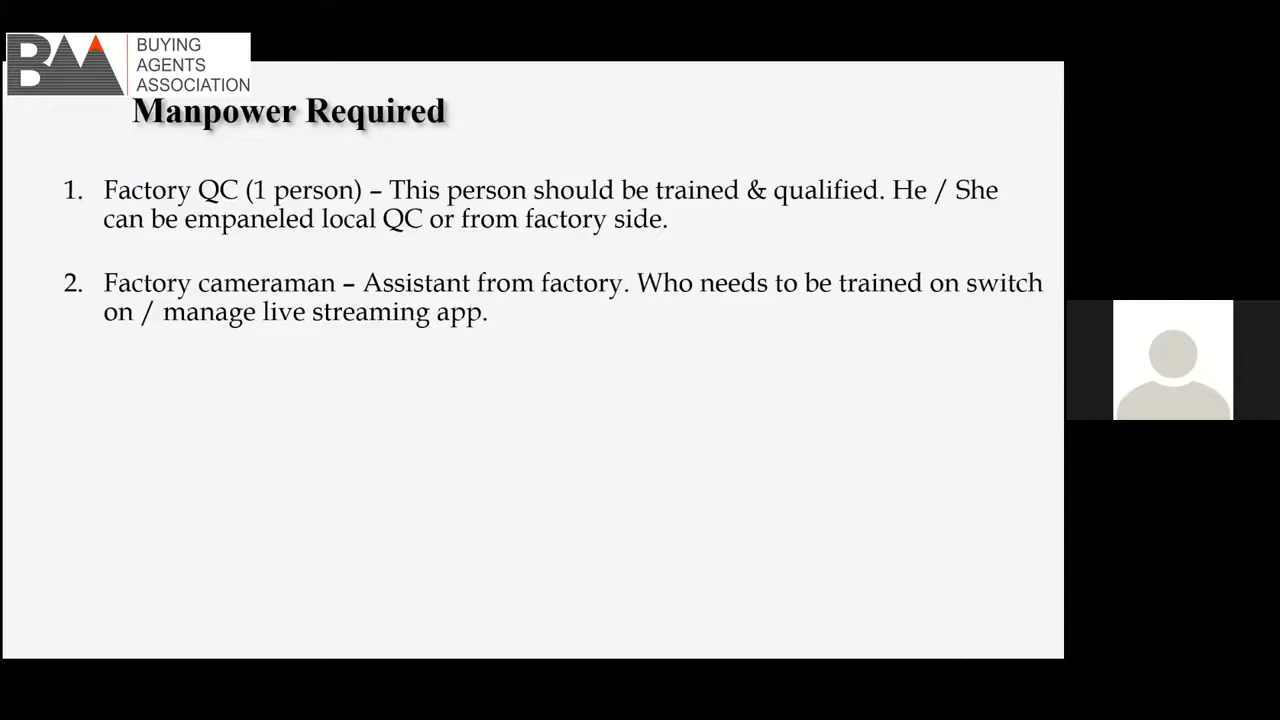 BMA
BUYING
AGENTS
ASSOCIATION
Manpower Required
1. Factory QC (1 person) – This person should be trained & qualified. He / She
can be empaneled local QC or from factory side.
2. Factory cameraman – Assistant from factory. Who needs to be trained on switch
on / manage live streaming app.